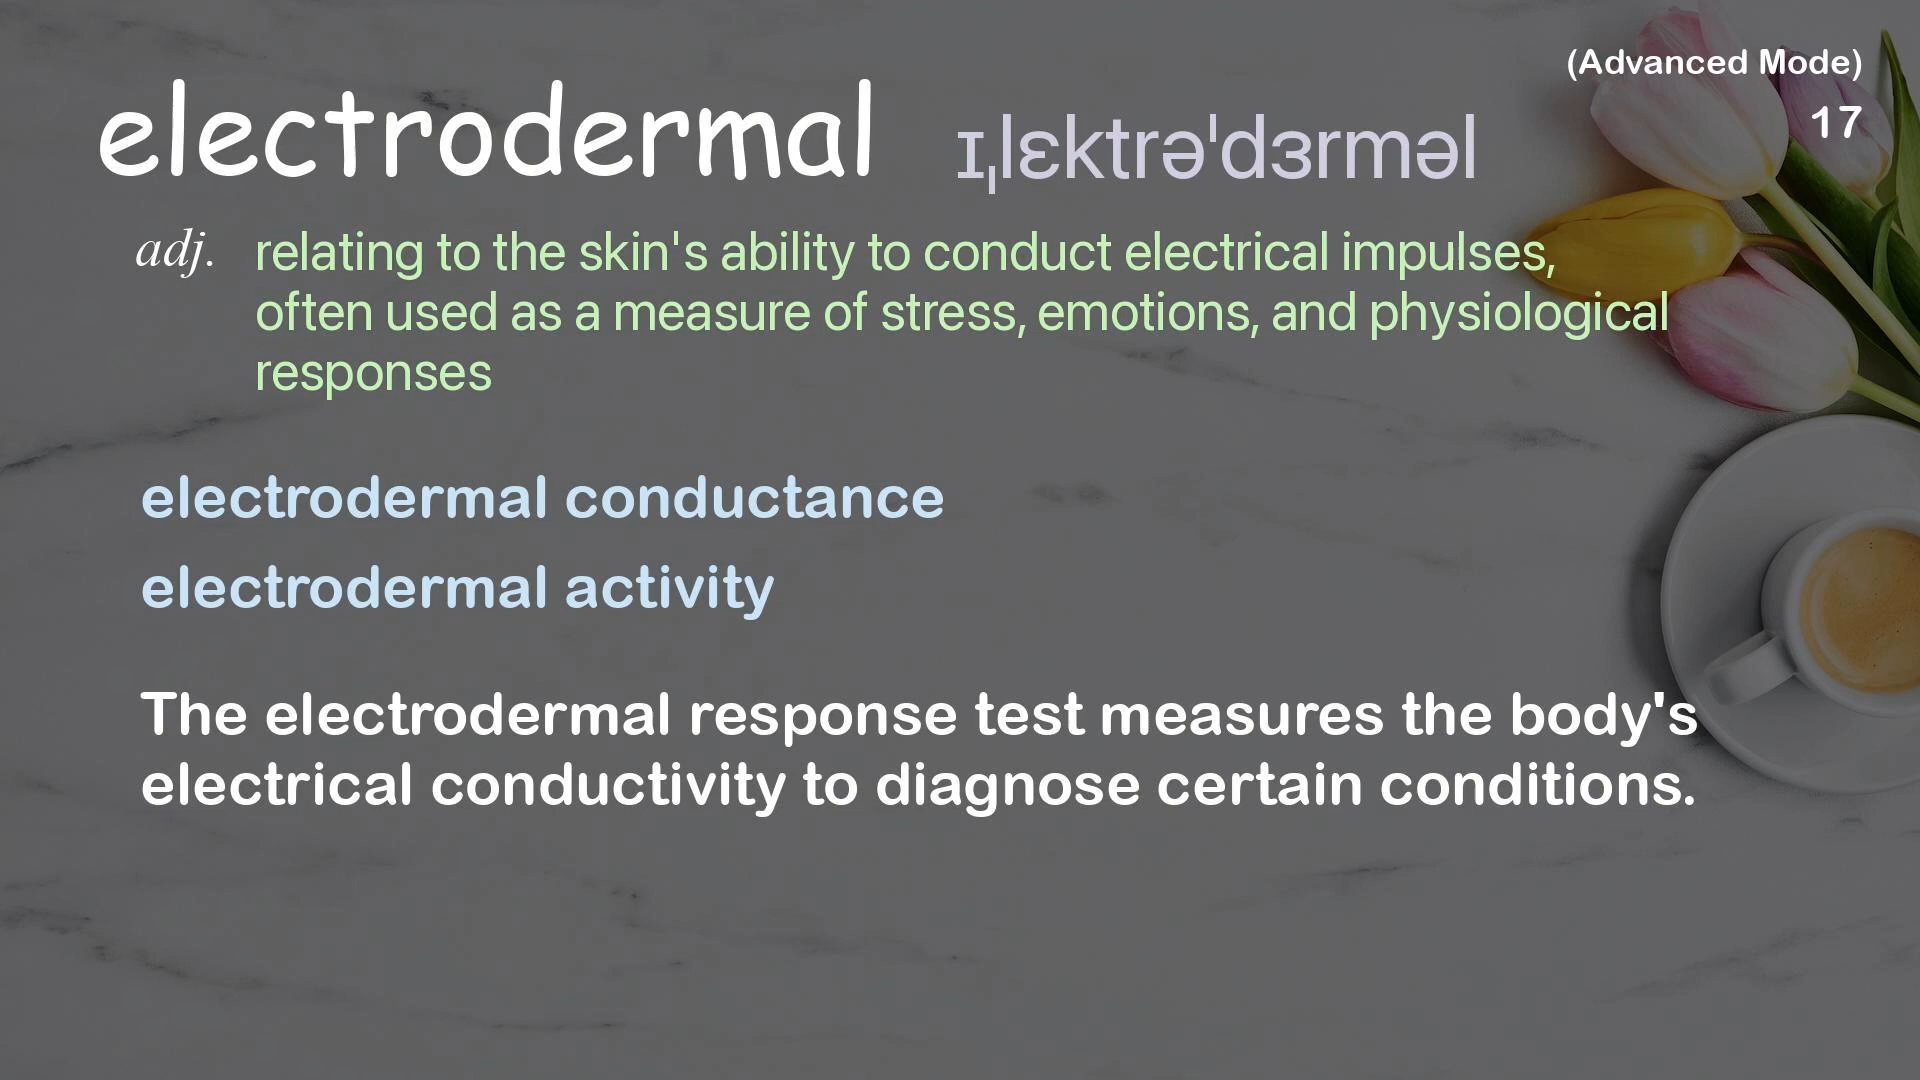 (Advanced Mode)
17
electrodermal ɪˌlɛktrəˈdɜrməl
adj. relating to the skin's ability to conduct electrical impulses,
often used as a measure of stress, emotions, and physiological
responses
electrodermal conductance
electrodermal activity
The electrodermal response test measures the body's
electrical conductivity to diagnose certain conditions.